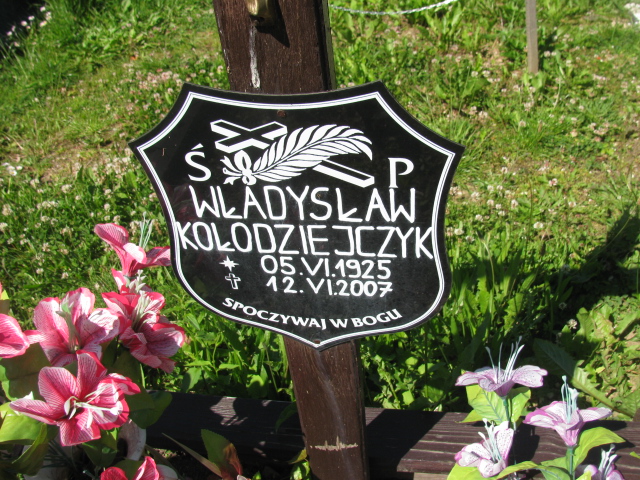 Ś P
WŁADYSŁAW
KOŁODZIEJCZYK
05.VI.1925
12.VI.2007
SPOCZYWAJ W BOGU